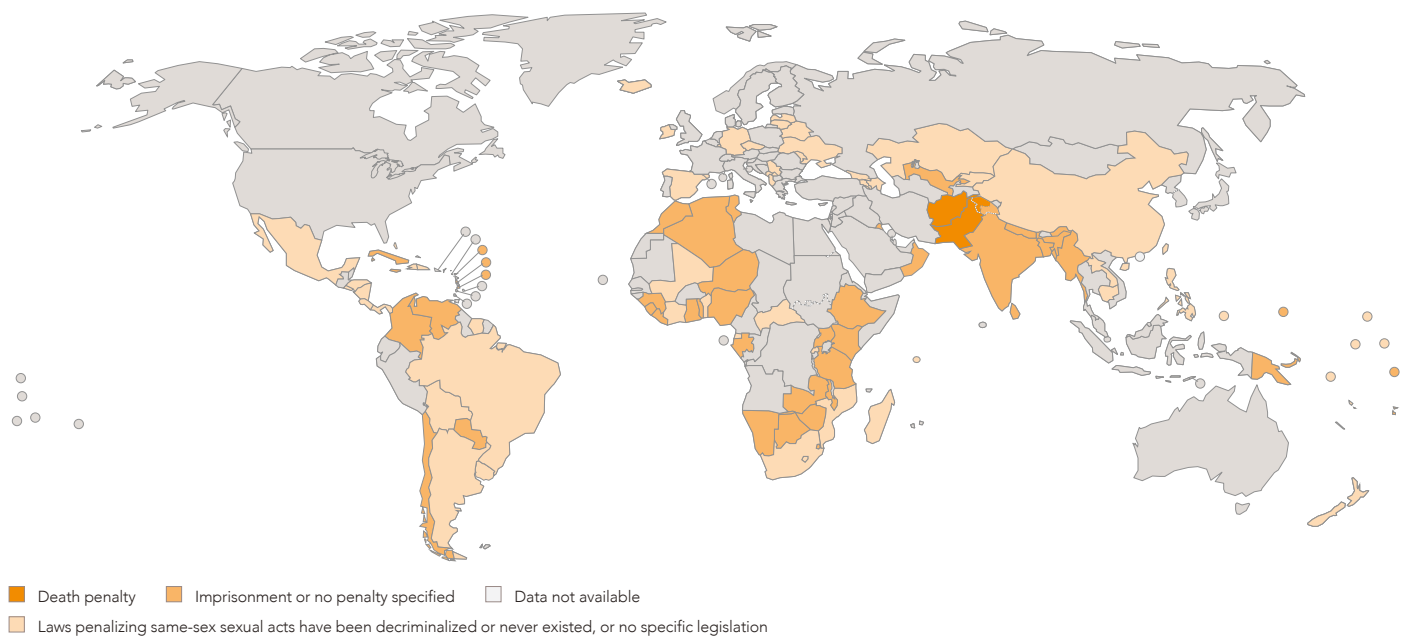 Death penalty
Imprisonment or no penalty specified
Data not available
Laws penalizing same-sex sexual acts have been decriminalized or never existed, or no specific legislation